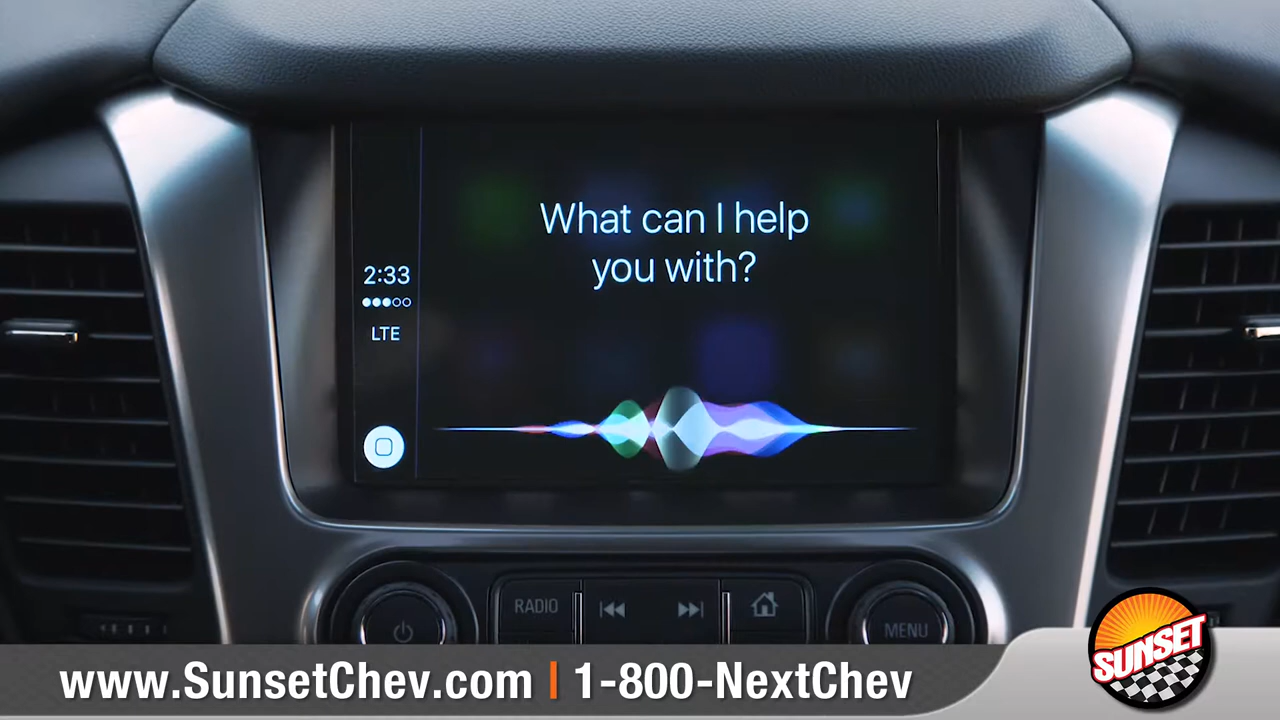 What can I help
you with?
2:33
LTE
RADIO
MENU
www.SunsetChev.com | 1-800-NextChev
SUNSET